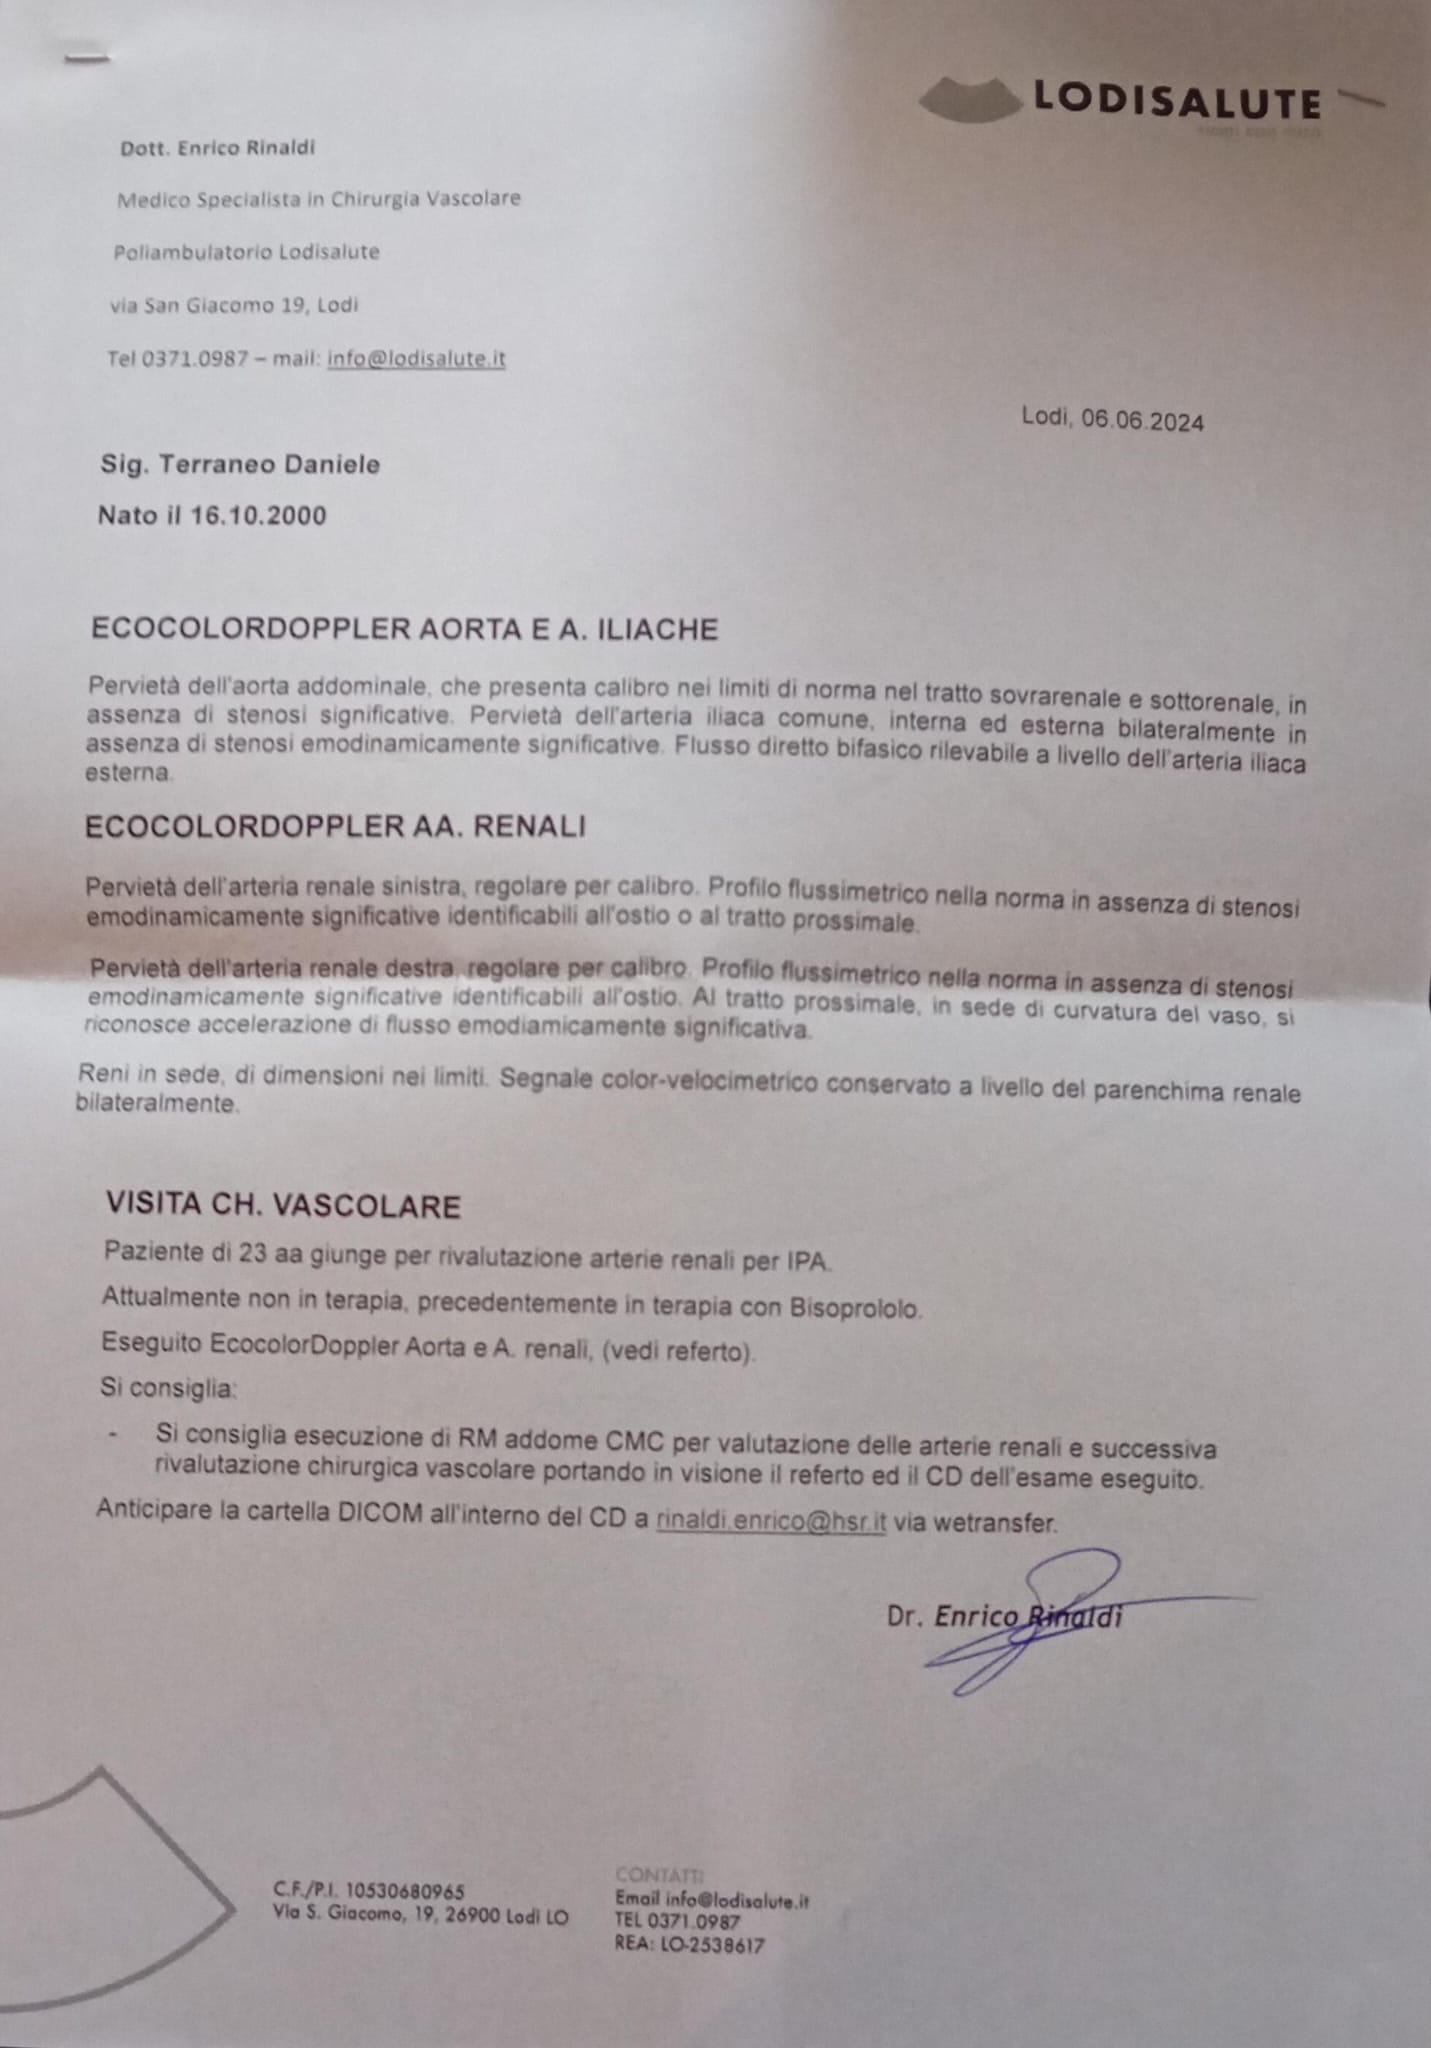 LODISALUTE
Dott. Enrico Rinaldi
Medico Specialista in Chirurgia Vascolare
Poliambulatorio Lodisalute
via San Giacomo 19, Lodi
Tel 0371.0987 – mail: info@lodisalute.it
Lodi, 06.06.2024
Sig. Terraneo Daniele
Nato il 16.10.2000
ECOCOLORDOPPLER AORTA E A. ILIACHE
Pervietà dell'aorta addominale, che presenta calibro nei limiti di norma nel tratto sovrarenale e sottorenale, in
assenza di stenosi significative. Pervietà dell'arteria iliaca comune, interna ed esterna bilateralmente in
assenza di stenosi emodinamicamente significative. Flusso diretto bifasico rilevabile a livello dell'arteria iliaca
esterna.
ECOCOLORDOPPLER AA. RENALI
Pervietà dell'arteria renale sinistra, regolare per calibro. Profilo flussimetrico nella norma in assenza di stenosi
emodinamicamente significative identificabili all'ostio o al tratto prossimale.
Pervietà dell'arteria renale destra, regolare per calibro. Profilo flussimetrico nella norma in assenza di stenosi
emodinamicamente significative identificabili all'ostio. Al tratto prossimale, in sede di curvatura del vaso, si
riconosce accelerazione di flusso emodiamicamente significativa.
Reni in sede, di dimensioni nei limiti. Segnale color-velocimetrico conservato a livello del parenchima renale
bilateralmente.
VISITA CH. VASCOLARE
Paziente di 23 aa giunge per rivalutazione arterie renali per IPA.
Attualmente non in terapia, precedentemente in terapia con Bisoprololo.
Eseguito EcocolorDoppler Aorta e A. renali, (vedi referto).
Si consiglia:
- Si consiglia esecuzione di RM addome CMC per valutazione delle arterie renali e successiva
rivalutazione chirurgica vascolare portando in visione il referto ed il CD dell'esame eseguito.
Anticipare la cartella DICOM all'interno del CD a rinaldi.enrico@hsr.it via wetransfer.
Dr. Enrico Rinaldi
C.F./P.I. 10530680965
Via S. Giacomo, 19, 26900 Lodi LO
CONTATTI
Email info@lodisalute.it
TEL 0371.0987
REA: LO-2538617